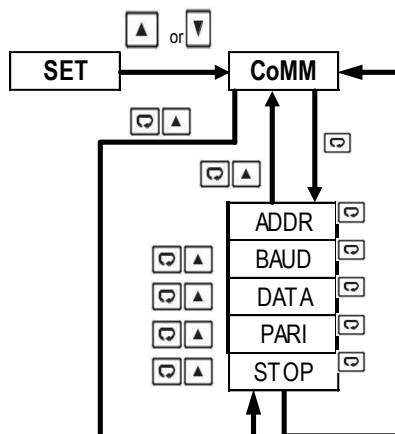 or
SET
CoMM
ADDR
BAUD
DATA
PARI
STOP